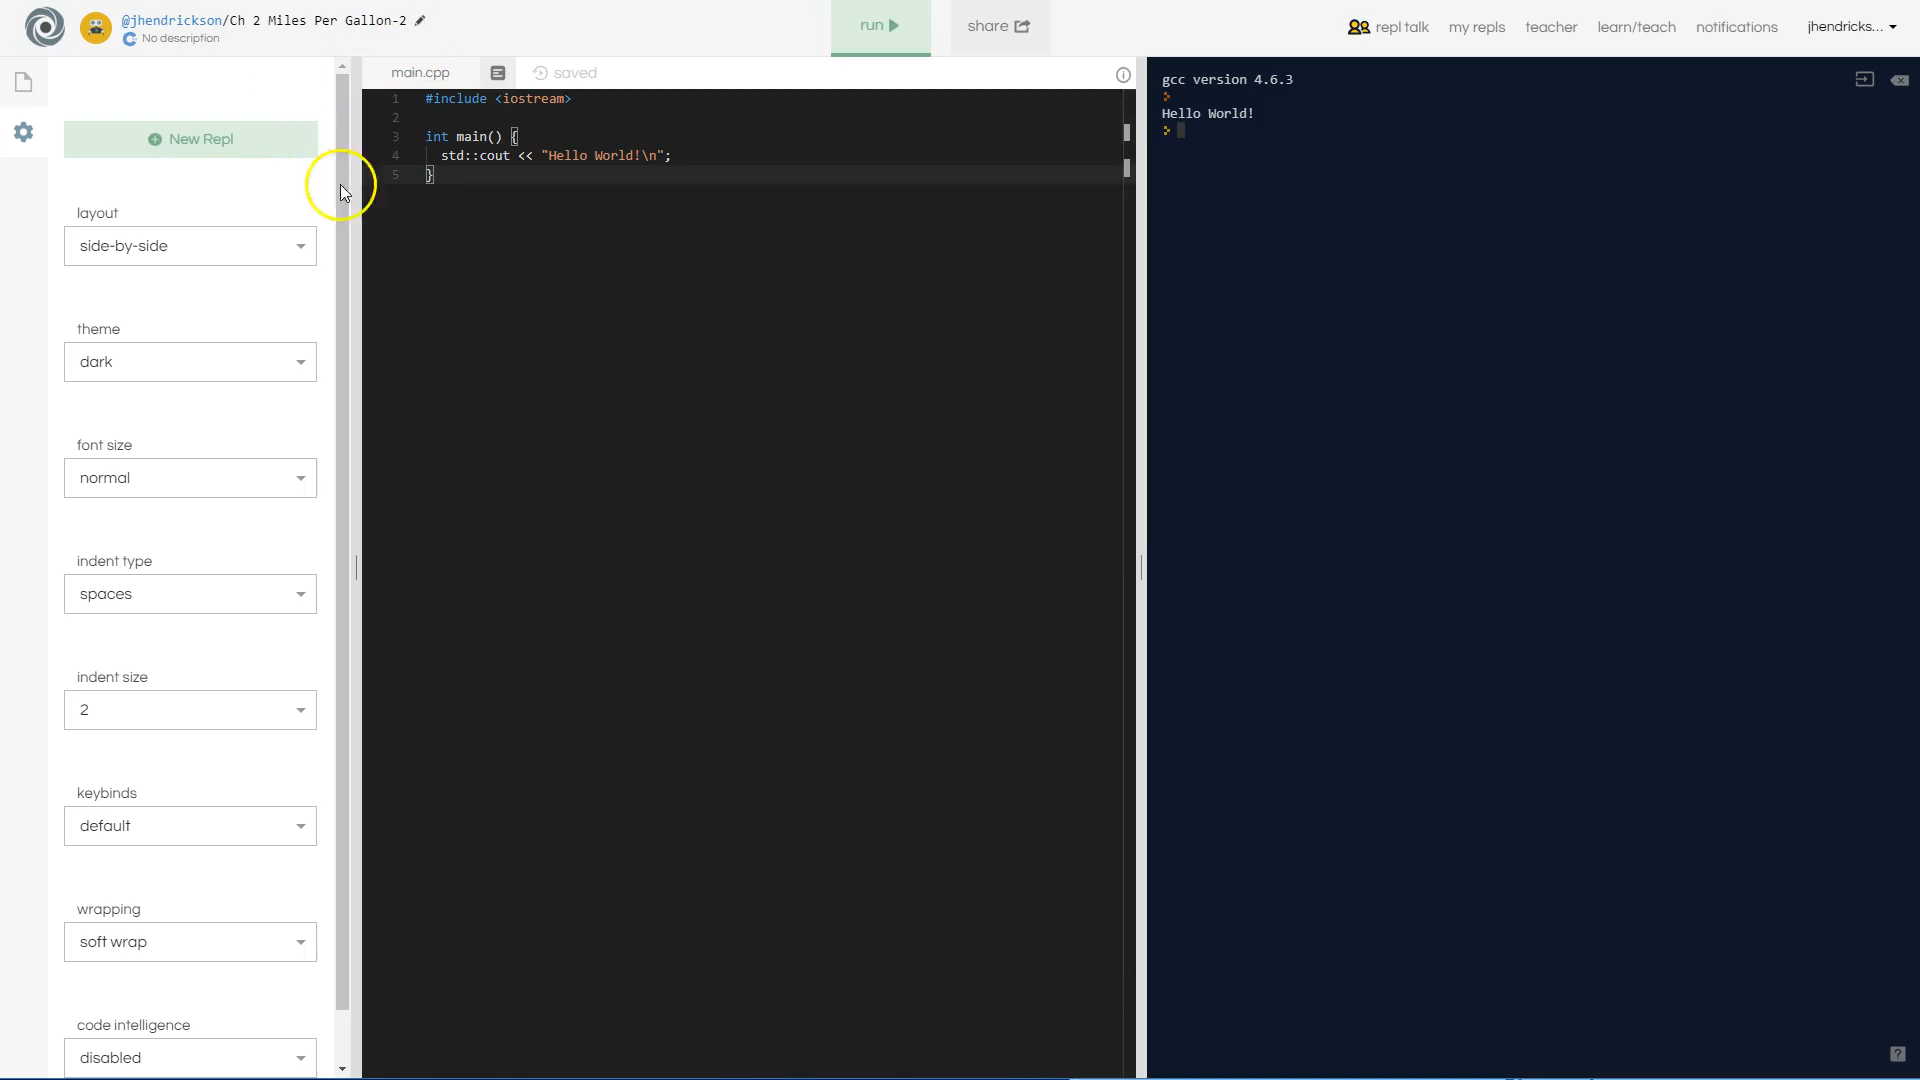 @jhendrickson/Ch 2 Miles Per Gallon-2
No description
run
share
repl talk
my repls
teacher
learn/teach
notifications
jhendricks...
New Repl
layout
side-by-side
theme
dark
font size
normal
indent type
spaces
indent size
2
keybinds
default
wrapping
soft wrap
code intelligence
disabled
main.cpp
saved
1 #include <iostream>
2
3 int main() {
4 std::cout << "Hello World!\n";
5 }
gcc version 4.6.3
>
Hello World!
>
?